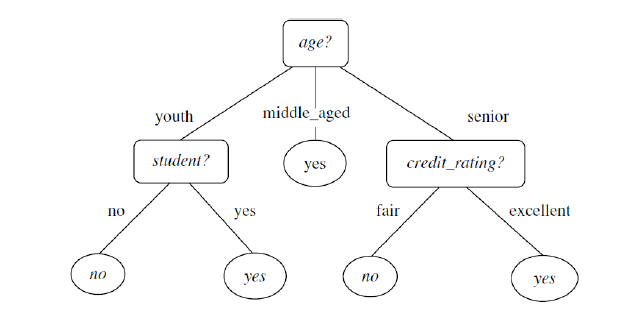 age?
youth
middle_aged
senior
student?
yes
credit_rating?
no
yes
fair
excellent
no
yes
no
yes